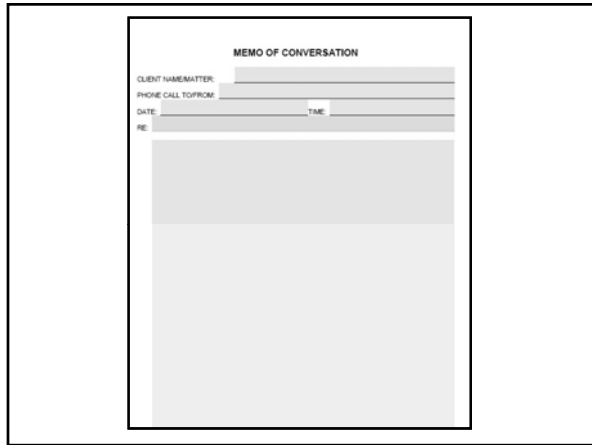 MEMO OF CONVERSATION
CLIENT NAME/MATTER:
PHONE CALL TO/FROM:
DATE: TIME:
RE: